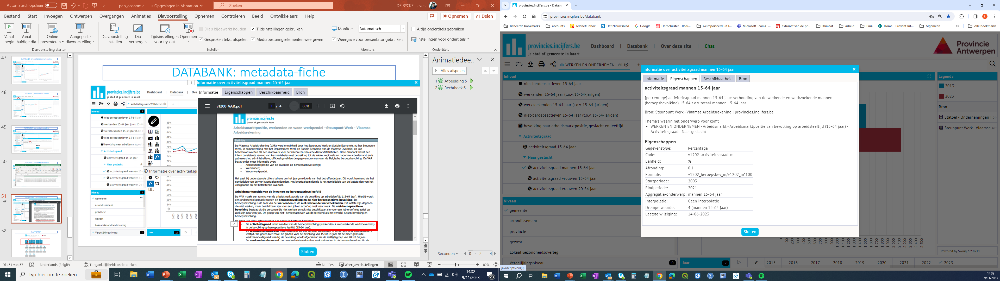 Automatisch opslaan
pep_economie.... • Opgeslagen in M:-station
Zoeken
DE RYCKE Lieven
Bestand Start Invoegen Ontwerpen Overgangen Animaties Diavoorstelling Opnemen Controleren Beeld Ontwikkelaars Help
Opnemen Delen
Vanaf begin
Vanaf huidige dia
Online presenteren
Aangepaste diavoorstelling
Diavoorstelling starten
Diavoorstelling instellen
Dia verbergen
Tijdsinstellingen voor try-out
Opnemen
Dia's bijgewerkt houden
Gesproken tekst afspelen
Tijdsinstellingen gebruiken
Mediabesturingselementen weergeven
Instellen
Monitor: Automatisch
Weergave voor presentator gebruiken
Monitors
Altijd ondertitels gebruiken
Instellingen voor ondertitels
Ondertitels
47
48
49
50
51
52
DATABANK: metadata-fiche
1
provincies.incijfers.be
je stad of gemeente in kaart
Dashboard | Databank | Ove
activiteitsgraad - Willebroek
Inhoud 2
niet-beroepsactieven 15-64 jaar
werkenden 15-64 jaar (t.o.v. 15-64
werkzoekenden 15-64 jaar (t.o.v. 1
niet-beroepsactieven 15-64 jaar (t
bevolking naar arbeidsmarktposit
Activiteitsgraad
activiteitsgraad 15-64 jaar
Naar geslacht
activiteitsgraad mannen 15-
activiteitsgraad vrouwen 15-
activiteitsgraad vrouwen 20-
Informatie over activiteitsgr
Niveau 1
gemeente
arrondissement
provincie
gewest
Lokaal Gezondheidsoverleg
Vergelijkingsniveau 1
Jaar 19
88%
86%
84%
82%
80%
78%
76%
74%
72%
64%
62%
60%
58%
56%
54%
2003 2004 2005 2006 2007
Informatie over activiteitsgraad mannen 15-64 jaar
Informatie Eigenschappen Beschikbaarheid Bron
v1200_VAR.pdf 1 / 4 83%
provincies.incijfers.be
je stad of gemeente in kaart
Arbeidsmarktpositie, werkenden en woon-werkpendel –Steunpunt Werk - Vlaamse
Arbeidsrekening
Definitie
De Vlaamse Arbeidsrekening (VAR) werd ontwikkeld door het Steunpunt Werk en Sociale Economie, nu het Steunpunt
Werk, in samenwerking met het Departement Werk en Sociale Economie van de Vlaamse Overheid, en kan
beschouwd worden als een raamwerk voor het integreren van arbeidsmarktstatistieken. Deze databank bevat een
intern consistente raming van kernvariabelen met betrekking tot de lokale, regionale en nationale arbeidsmarkt en is
gebaseerd op administratieve, officieel gevalideerde gegevensbronnen over de Belgische beroepsbevolking. De VAR
bevat onder meer informatie over:
– Arbeidsmarktpositie van de inwoners op beroepsactieve leeftijd;
– Werkenden;
– Woon-werkpendel.
Het gaat bij onderstaande cijfers telkens om het jaargemiddelde van het betreffende jaar. Dit wordt berekend als het
gemiddelde van de vier kwartaalgemiddelden. Het kwartaalgemiddelde is het gemiddelde van de laatste dag van het
voorgaande en het betreffende kwartaal.
Arbeidsmarktpositie van de inwoners op beroepsactieve leeftijd
De VAR maakt een raming van de arbeidsmarktpositie van de bevolking op arbeidsleeftijd (15-64 jaar). Hierbij wordt
een onderscheid gemaakt tussen de beroepsbevolking en de niet-beroepsactieve bevolking. De
beroepsbevolking is de som van de werkenden en de niet-werkende werkzoekenden. Dit laatste zijn degenen
die niet werken, maar beschikbaar zijn voor een job en actief op zoek naar werk. De niet-beroepsactieve
bevolking bestaat uit die personen die niet werken en ook niet beschikbaar zijn voor een job en/of niet actief op
zoek zijn naar een job. De groep van niet- beroepsactieven wordt berekend als het verschil tussen bevolking en
beroepsbevolking.
2
– De activiteitsgraad is het aandeel van de beroepsbevolking (werkenden + niet-werkende werkzoekenden)
in de bevolking op beroepsactieve leeftijd (15-64 jaar).
leeftijd. We geven hier zowel de graden voor de bevolking van 15 tot 64 jaar als de meer gebruikte
werkzaamheidsgraad waarbij de bevolking wordt afgebakend als de leeftijdsgroep van 20 tot 64 jaar.
Sluiten
Animatiedee...
Alles afspelen
1 Afbeelding 5
2 Rechthoek 6
Seconden 0 2 4
Dia 51 van 57 Nederlands (België) Toegankelijkheid: onderzoeken
Notities Weergave-instellingen 82%
Typ hier om te zoeken
14:32
9/11/2023
23
provincies.incijfers.be - Databa
provincies.incijfers.be/databank
Beheerde bookmarks accounts Telenet: Inbox Het Nieuwsblad Google Herbeluister - Radi... Geïmporteerd uit I... Microsoft Teams -... extranet van de pr... Klimaat arbeid PinC Home - Provant Int... Algemeen » Alle bookmarks
provincies.incijfers.be
je stad of gemeente in kaart
Dashboard | Databank | Over deze site | Chat
Provincie
Antwerpen
WERKEN EN ONDERNEMEN - Wil
Inhoud
niet-beroepsactieven 15-64 jaar
werkenden 15-64 jaar (t.o.v. 15-64-jarigen)
werkzoekenden 15-64 jaar (t.o.v. 15-64-jarigen)
niet-beroepsactieven 15-64 jaar (t.o.v. 15-64-jarigen)
bevolking naar arbeidsmarktpositie, geslacht en leeftijd
Activiteitsgraad
activiteitsgraad 15-64 jaar
Naar geslacht
activiteitsgraad mannen 15-64 jaar
activiteitsgraad vrouwen 15-64 jaar
activiteitsgraad vrouwen 20-34 jaar
Niveau
gemeente
arrondissement
provincie
gewest
Lokaal Gezondheidsoverleg
Vergelijkingsniveau 0
Informatie over activiteitsgraad mannen 15-64 jaar
Informatie Eigenschappen Beschikbaarheid Bron
activiteitsgraad mannen 15-64 jaar
[percentage] activiteitsgraad mannen 15-64 jaar: verhouding van de werkende en werkzoekende mannen
(beroepsbevolking) 15-64 t.o.v. totaal mannen 15-64 jaar
Bron: Steunpunt Werk - Vlaamse Arbeidsrekening | provincies.incijfers.be
Thema's waarin het onderwerp voor komt
• WERKEN EN ONDERNEMEN - Arbeidsmarkt - Arbeidsmarktpositie van bevolking op arbeidsleeftijd (15-64 jaar) -
Activiteitsgraad - Naar geslacht
Eigenschappen
Gegevenstype: Percentage
Code: v1202_activiteitsgraad_m
Eenheid: %
Afronding: 0.1
Formule: v1202_beroepsbev_m/v1202_m*100
Startperiode: 2003
Eindperiode: 2021
Aggregatie-onderwerp: mannen 15-64 jaar
Interpolatie: Geen interpolatie
Drempelwaarde: 4 (mannen 15-64 jaar)
Laatste wijziging: 14-06-2023
Sluiten
Legenda
2013
2023
Bron
Statbel - Ondernemingen | p
Steunpunt Werk - Vlaamse A
0 100 200 300 400 500 600 700 800 900 1.000 1.100 1.200 1.300 1.400 1.500 1.600 1.700 1.800 1.900 2.000 2.100 2.200 2.300 2.400 2.500
Powered by Swing 6.2.8711
Jaar 2
2015 2016 2017 2018 2019 2020 2021 2022 2023
javascript:void(0)
14:32
9/11/2023